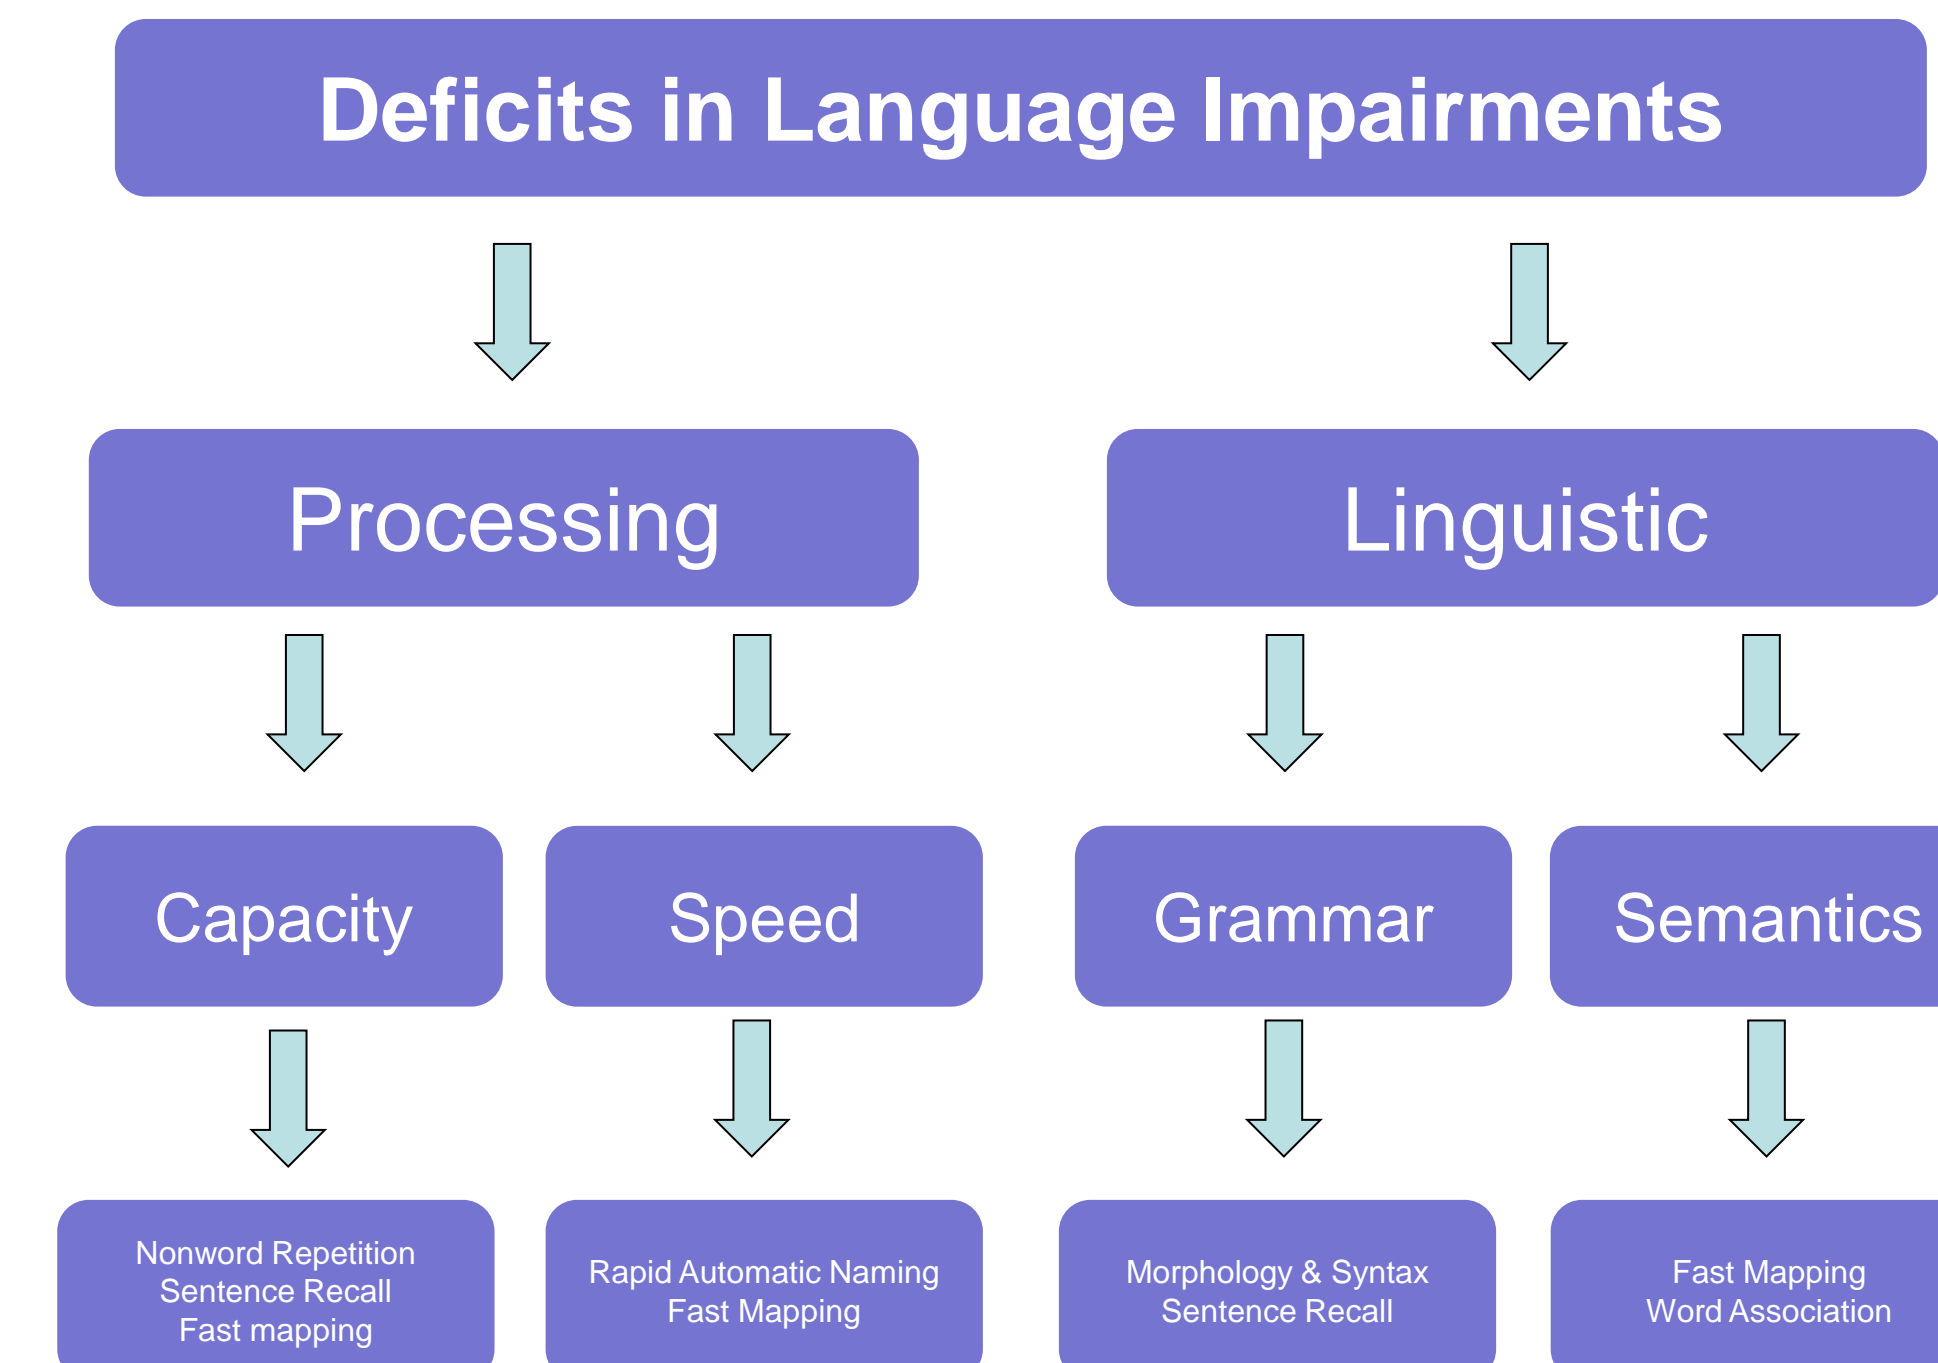 Deficits in Language Impairments
Processing
Linguistic
Capacity
Speed
Grammar
Semantics
Nonword Repetition
Sentence Recall
Fast mapping
Rapid Automatic Naming
Fast Mapping
Morphology & Syntax
Sentence Recall
Fast Mapping
Word Association